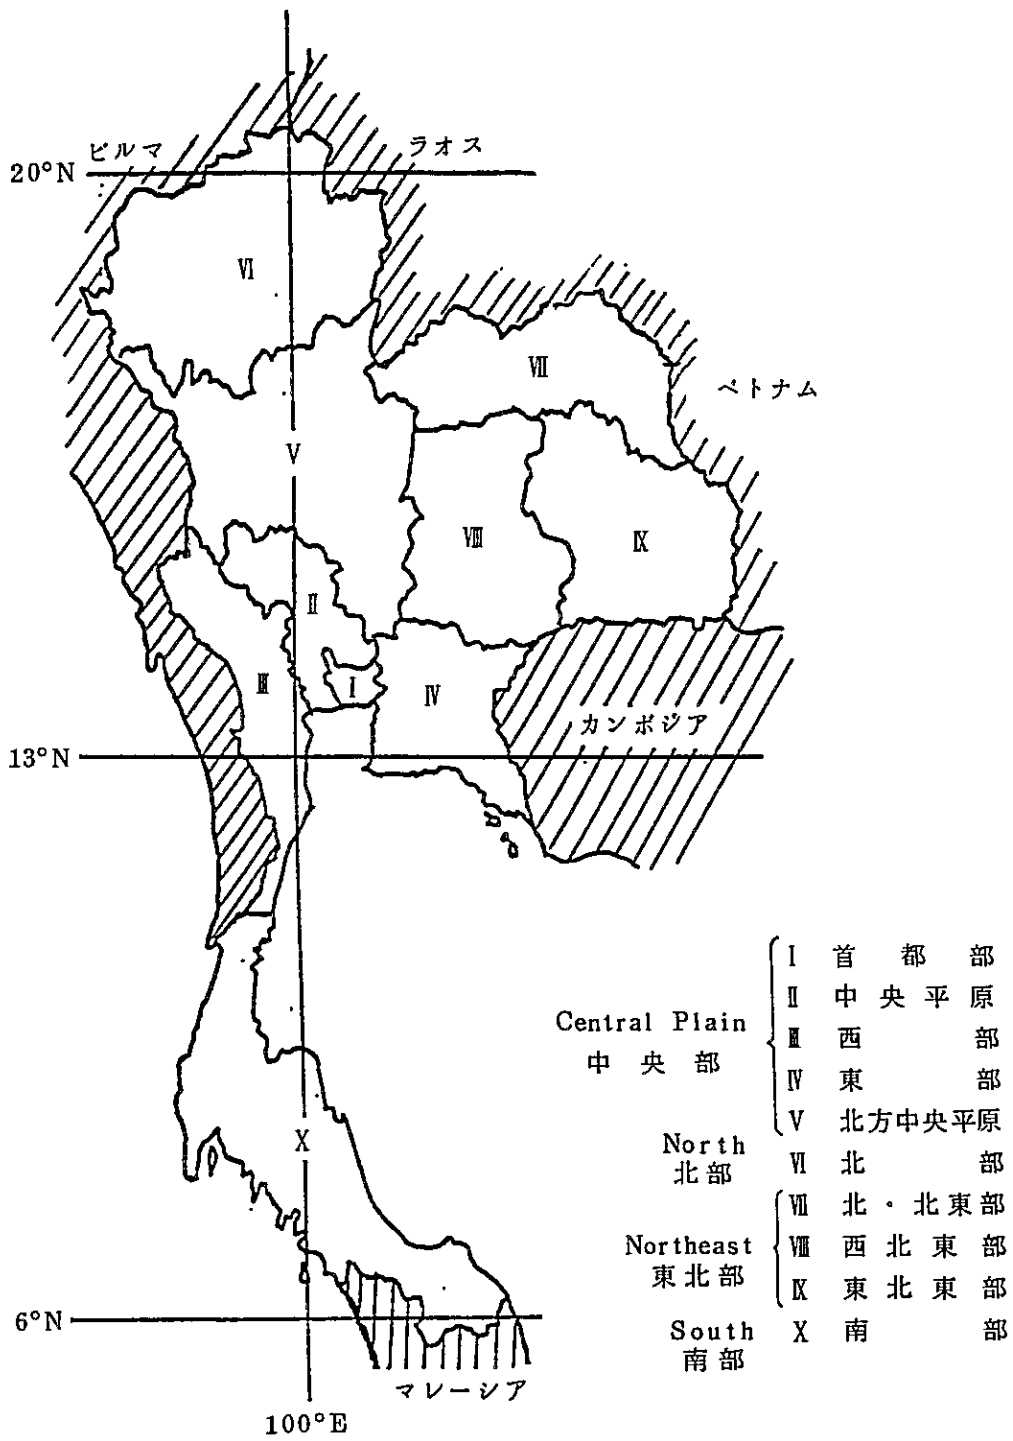 ビルマ
ラオス
20°N
Ⅵ
Ⅶ
ベトナム
Ⅴ
Ⅷ
Ⅸ
Ⅱ
Ⅲ
Ⅰ
Ⅳ
カンボジア
13°N
Ⅹ
6°N
マレーシア
100°E
Central Plain
中央部
Ⅰ 首都部
Ⅱ 中央平原
Ⅲ 西部
Ⅳ 東部
Ⅴ 北方中央平原
North
北部
Ⅵ 北部
Northeast
東北部
Ⅶ 北・北東部
Ⅷ 西北東部
Ⅸ 東北東部
South
南部
Ⅹ 南部